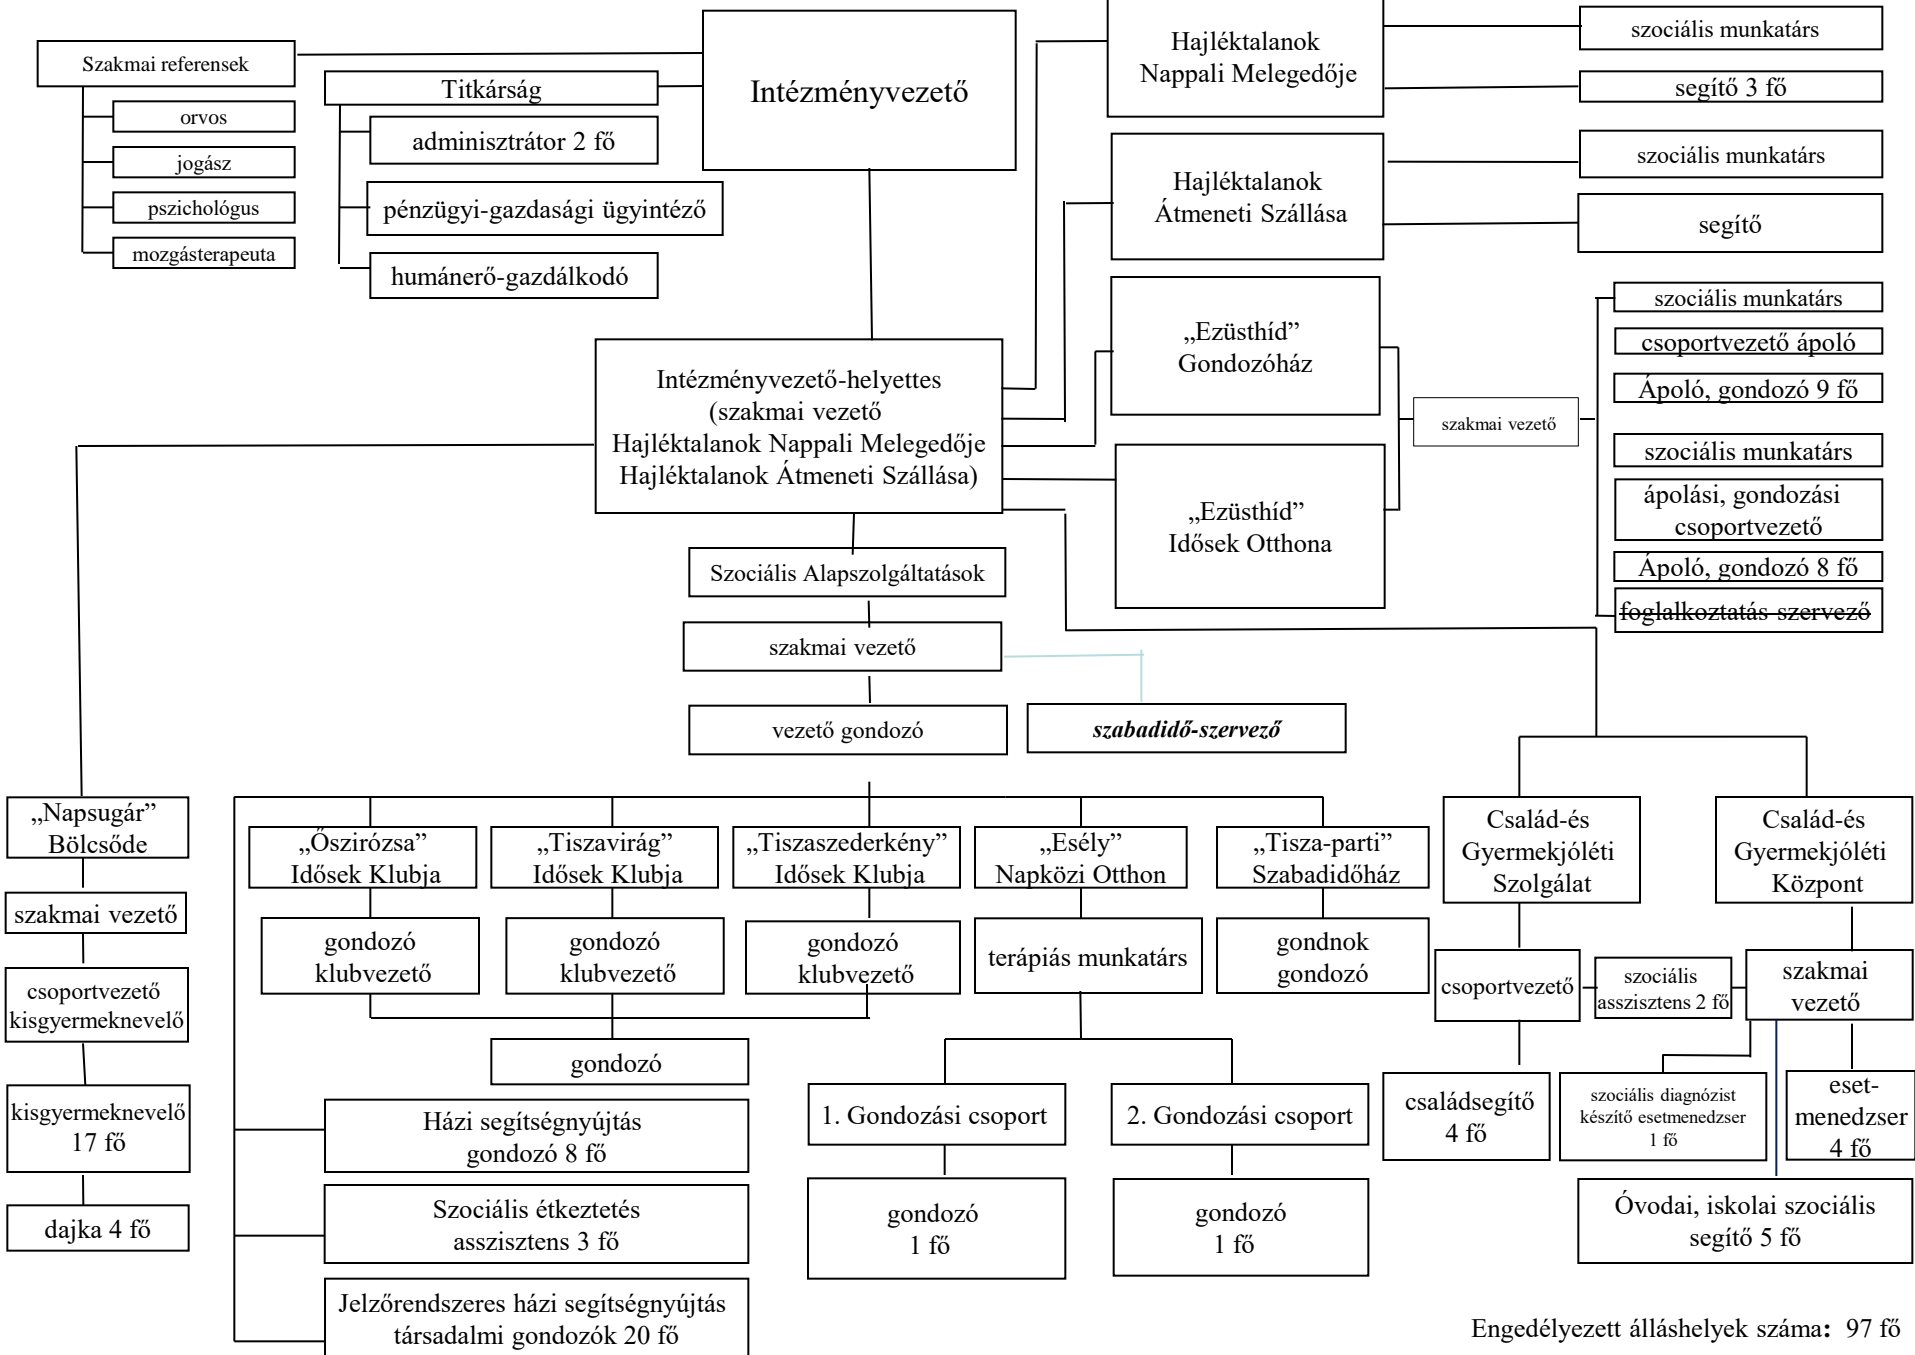 Szakmai referensek
orvos
jogász
pszichológus
mozgásterapeuta
Titkárság
adminisztrátor 2 fő
pénzügyi-gazdasági ügyintéző
humánerő-gazdálkodó
Intézményvezető
Hajléktalanok
Nappali Melegedője
szociális munkatárs
segítő 3 fő
Hajléktalanok
Átmeneti Szállása
szociális munkatárs
segítő
„Ezüsthíd”
Gondozóház
„Ezüsthíd”
Idősek Otthona
szakmai vezető
szociális munkatárs
csoportvezető ápoló
Ápoló, gondozó 9 fő
szociális munkatárs
ápolási, gondozási
csoportvezető
Ápoló, gondozó 8 fő
foglalkoztatás-szervező
Intézményvezető-helyettes
(szakmai vezető
Hajléktalanok Nappali Melegedője
Hajléktalanok Átmeneti Szállása)
Szociális Alapszolgáltatások
szakmai vezető
vezető gondozó
szabadidő-szervező
„Napsugár”
Bölcsőde
szakmai vezető
csoportvezető
kisgyermeknevelő
kisgyermeknevelő
17 fő
dajka 4 fő
„Őszirózsa”
Idősek Klubja
gondozó
klubvezető
„Tiszavirág”
Idősek Klubja
gondozó
klubvezető
„Tiszaszederkény”
Idősek Klubja
gondozó
klubvezető
gondozó
„Esély”
Napközi Otthon
terápiás munkatárs
„Tisza-parti”
Szabadidőház
gondnok
gondozó
Házi segítségnyújtás
gondozó 8 fő
Szociális étkeztetés
asszisztens 3 fő
Jelzőrendszeres házi segítségnyújtás
társadalmi gondozók 20 fő
1. Gondozási csoport
gondozó
1 fő
2. Gondozási csoport
gondozó
1 fő
Család-és
Gyermekjóléti
Szolgálat
csoportvezető
családsegítő
4 fő
szociális
asszisztens 2 fő
Család-és
Gyermekjóléti
Központ
szakmai
vezető
szociális diagnózist
készítő esetmenedzser
1 fő
eset-
menedzser
4 fő
Óvodai, iskolai szociális
segítő 5 fő
Engedélyezett álláshelyek száma: 97 fő